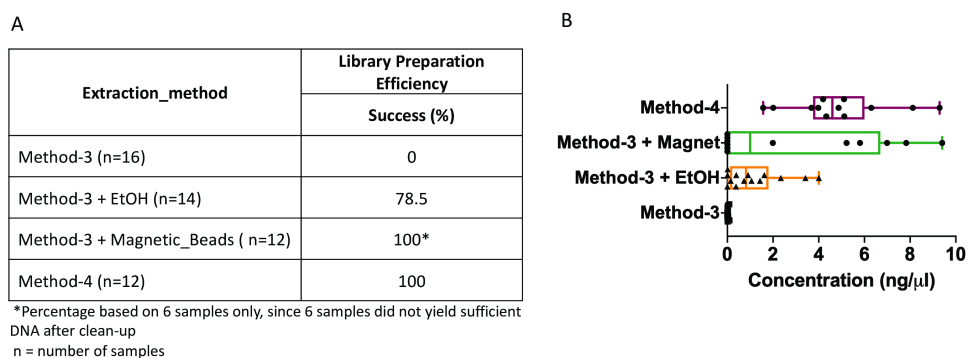 A
Extraction_method
Library Preparation
Efficiency
Success (%)
Method-3 (n=16)
0
Method-3 + EtOH (n=14)
78.5
Method-3 + Magnetic_Beads ( n=12)
100*
Method-4 (n=12)
100
*Percentage based on 6 samples only, since 6 samples did not yield sufficient
DNA after clean-up
n = number of samples
B
Method-4
Method-3 + Magnet
Method-3 + EtOH
Method-3
0 2 4 6 8 10
Concentration (ng/µl)